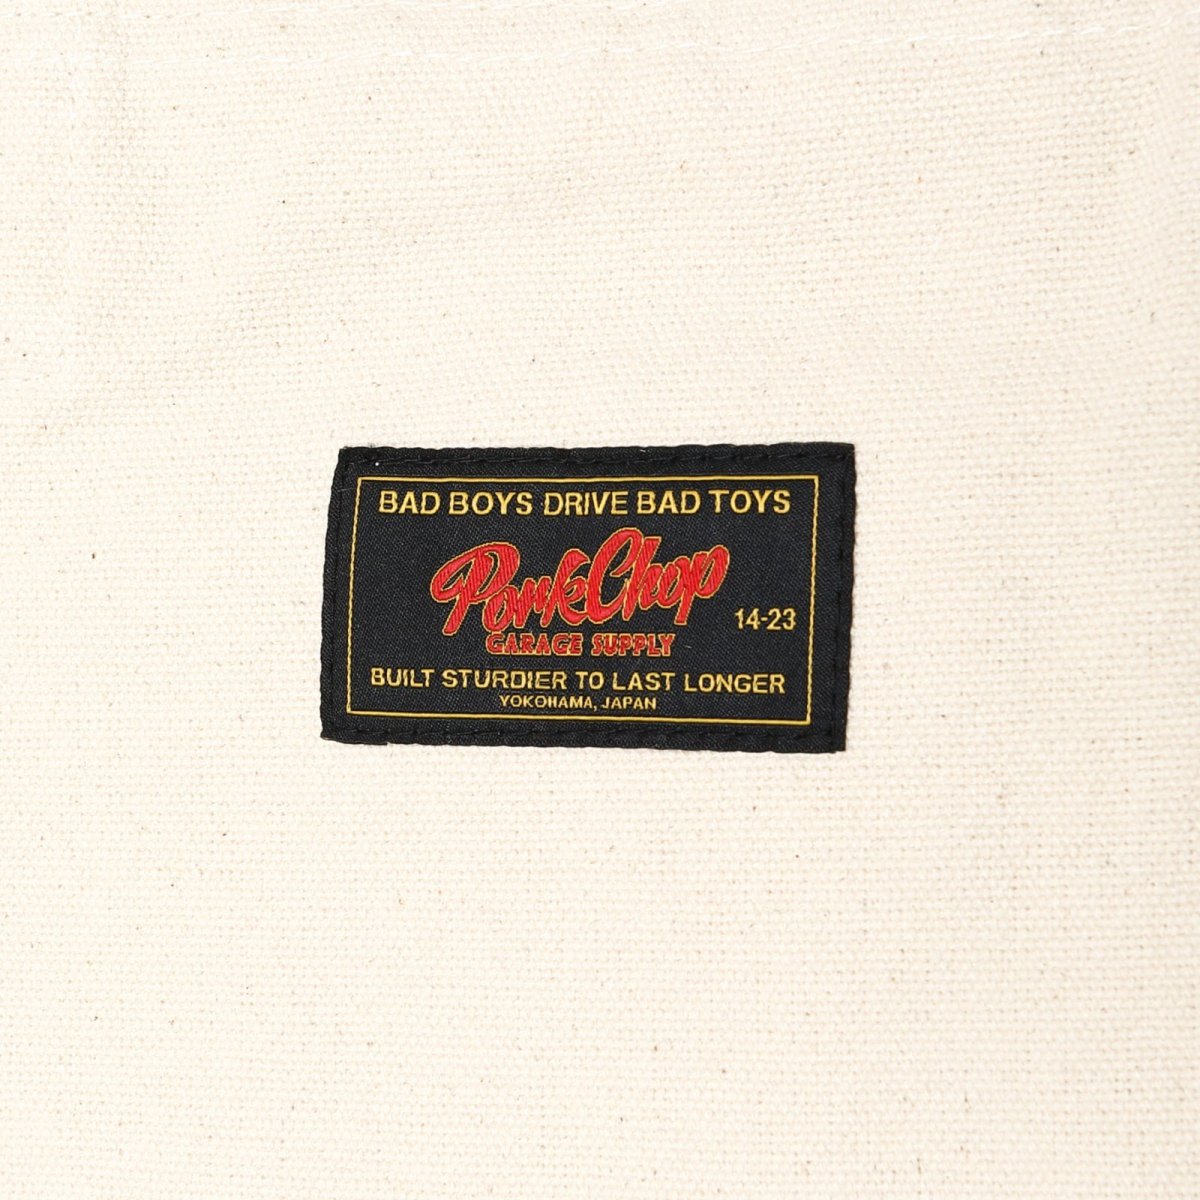 BAD BOYS DRIVE BAD TOYS
PorkChop
GARAGE SUPPLY
14-23
BUILT STURDIER TO LAST LONGER
YOKOHAMA, JAPAN